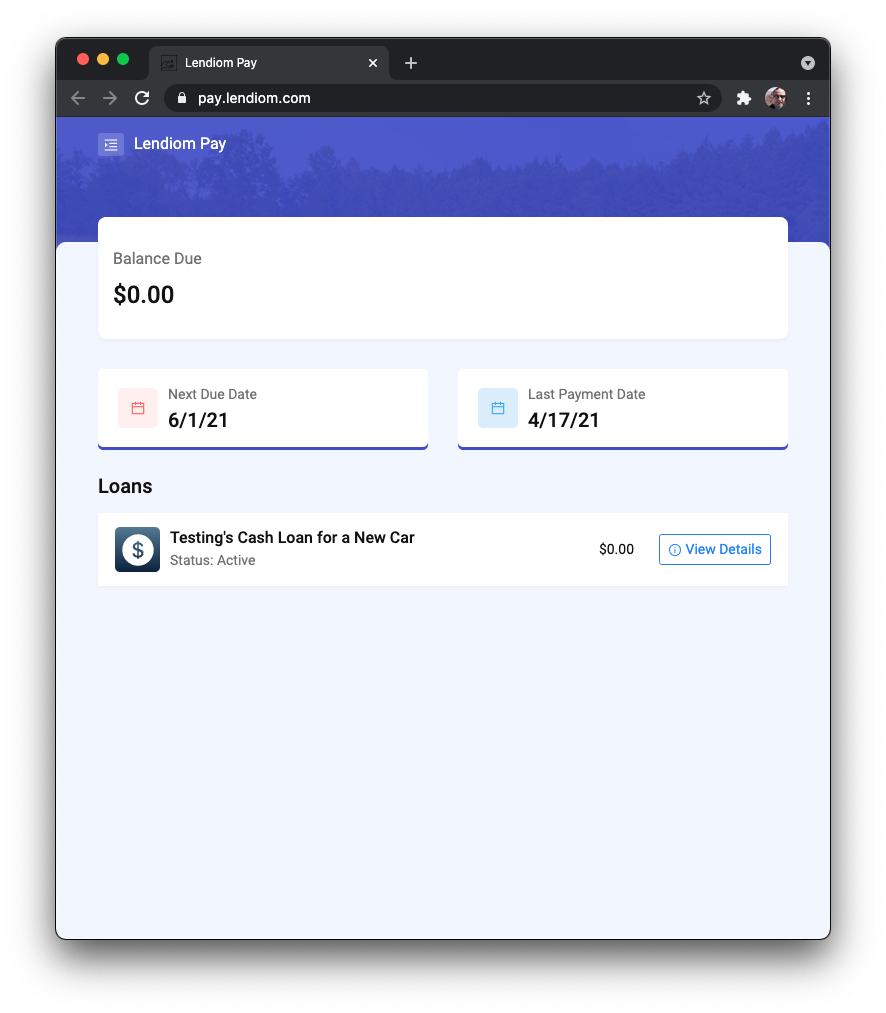 Lendiom Pay
pay.lendiom.com
Lendiom Pay
Balance Due
$0.00
Next Due Date
6/1/21
Last Payment Date
4/17/21
Loans
Testing's Cash Loan for a New Car
Status: Active
$0.00
View Details